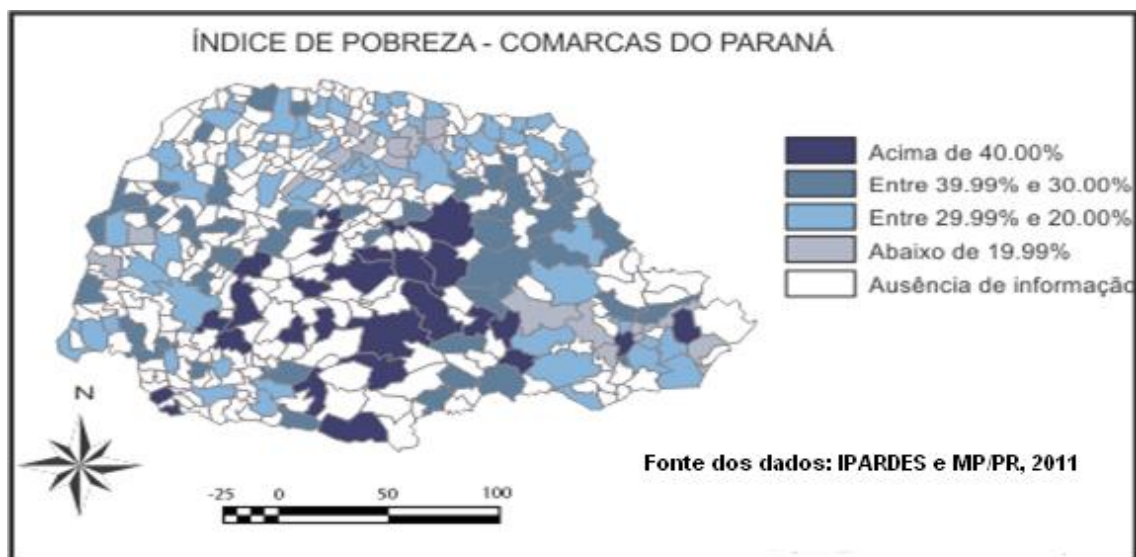 ÍNDICE DE POBREZA - COMARCAS DO PARANÁ
Acima de 40.00%
Entre 39.99% e 30.00%
Entre 29.99% e 20.00%
Abaixo de 19.99%
Ausência de informação
N
Fonte dos dados: IPARDES e MP/PR, 2011
-25 0 50 100